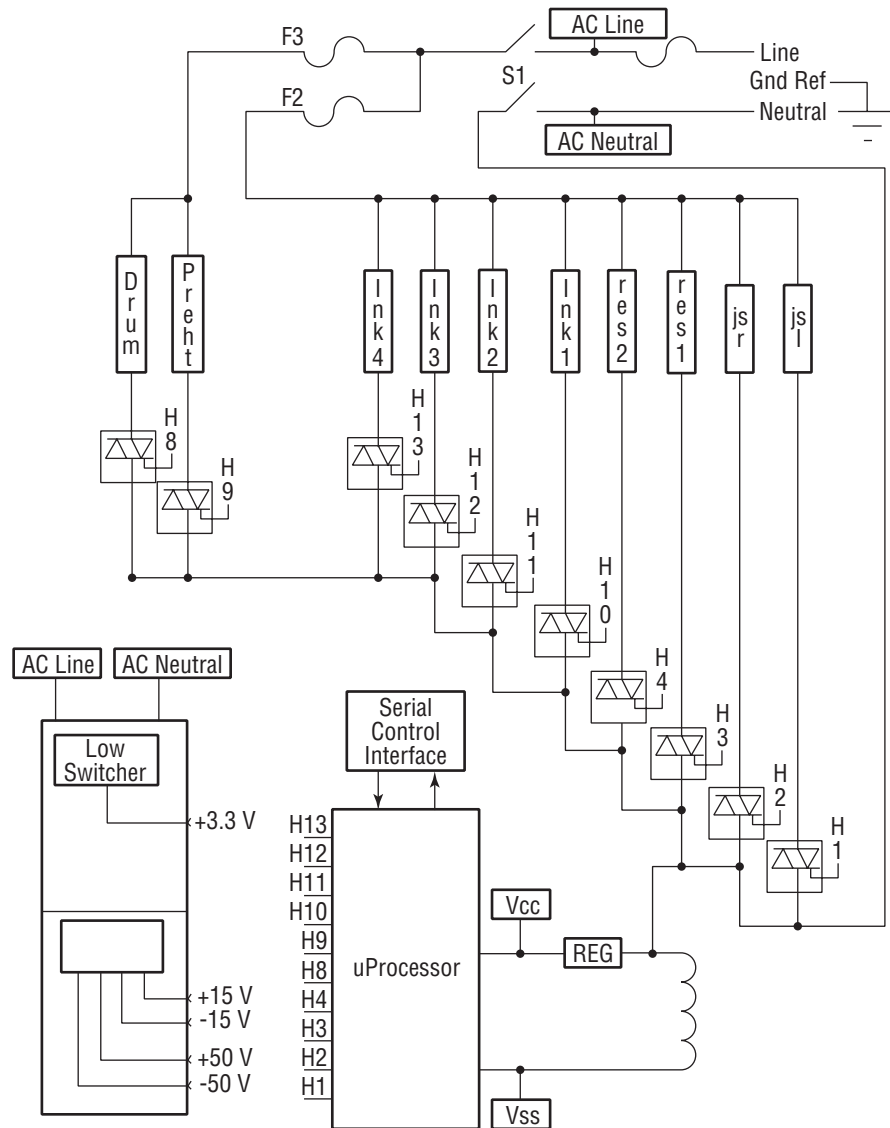 F3
AC Line
Line
Gnd Ref
S1
F2
Neutral
AC Neutral
Drum
Preht
Ink4
Ink3
Ink2
Ink1
res2
res1
jsr
jsl
H8
H9
H13
H12
H11
H10
H4
H3
H2
H1
AC Line
AC Neutral
Low
Switcher
+3.3 V
+15 V
-15 V
+50 V
-50 V
Serial
Control
Interface
H13
H12
H11
H10
H9
H8
H4
H3
H2
H1
uProcessor
Vcc
REG
Vss